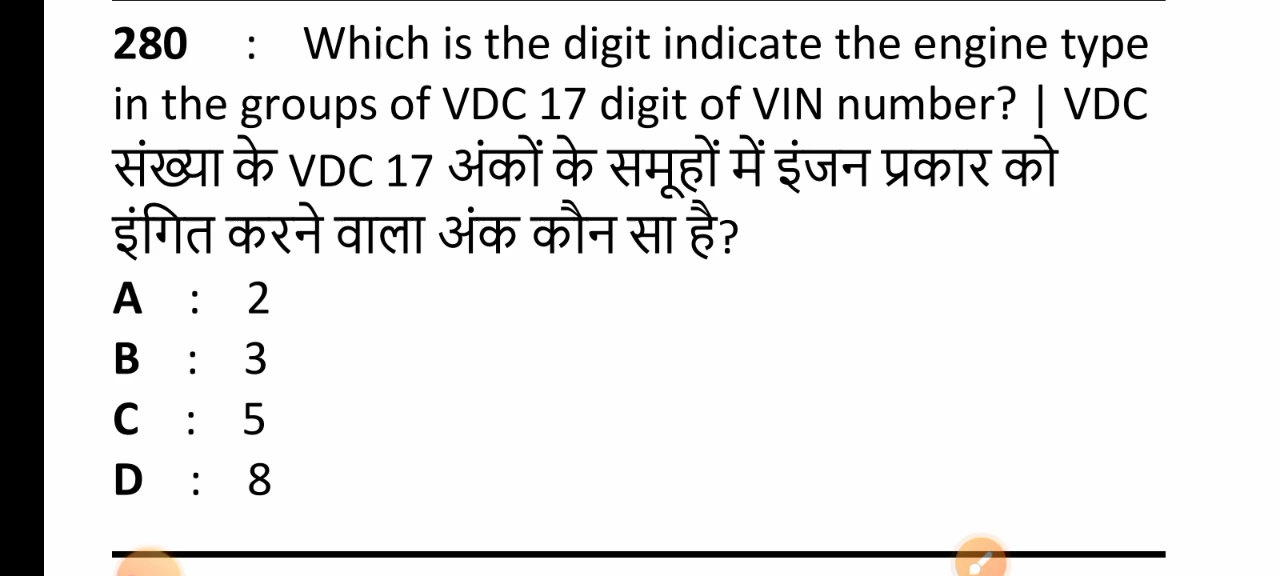 280 : Which is the digit indicate the engine type
in the groups of VDC 17 digit of VIN number? | VDC
संख्या के VDC 17 अंकों के समूहों में इंजन प्रकार को
इंगित करने वाला अंक कौन सा है?
A : 2
B : 3
C : 5
D : 8